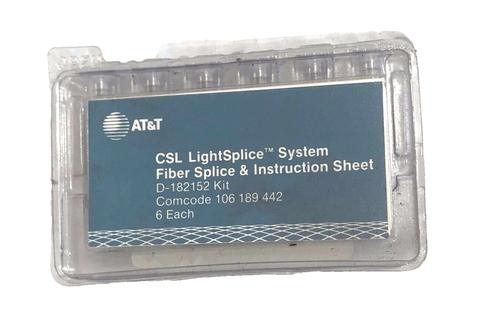 AT&T
CSL LightSplice™ System
Fiber Splice & Instruction Sheet
D-182152 Kit
Comcode 106 189 442
6 Each